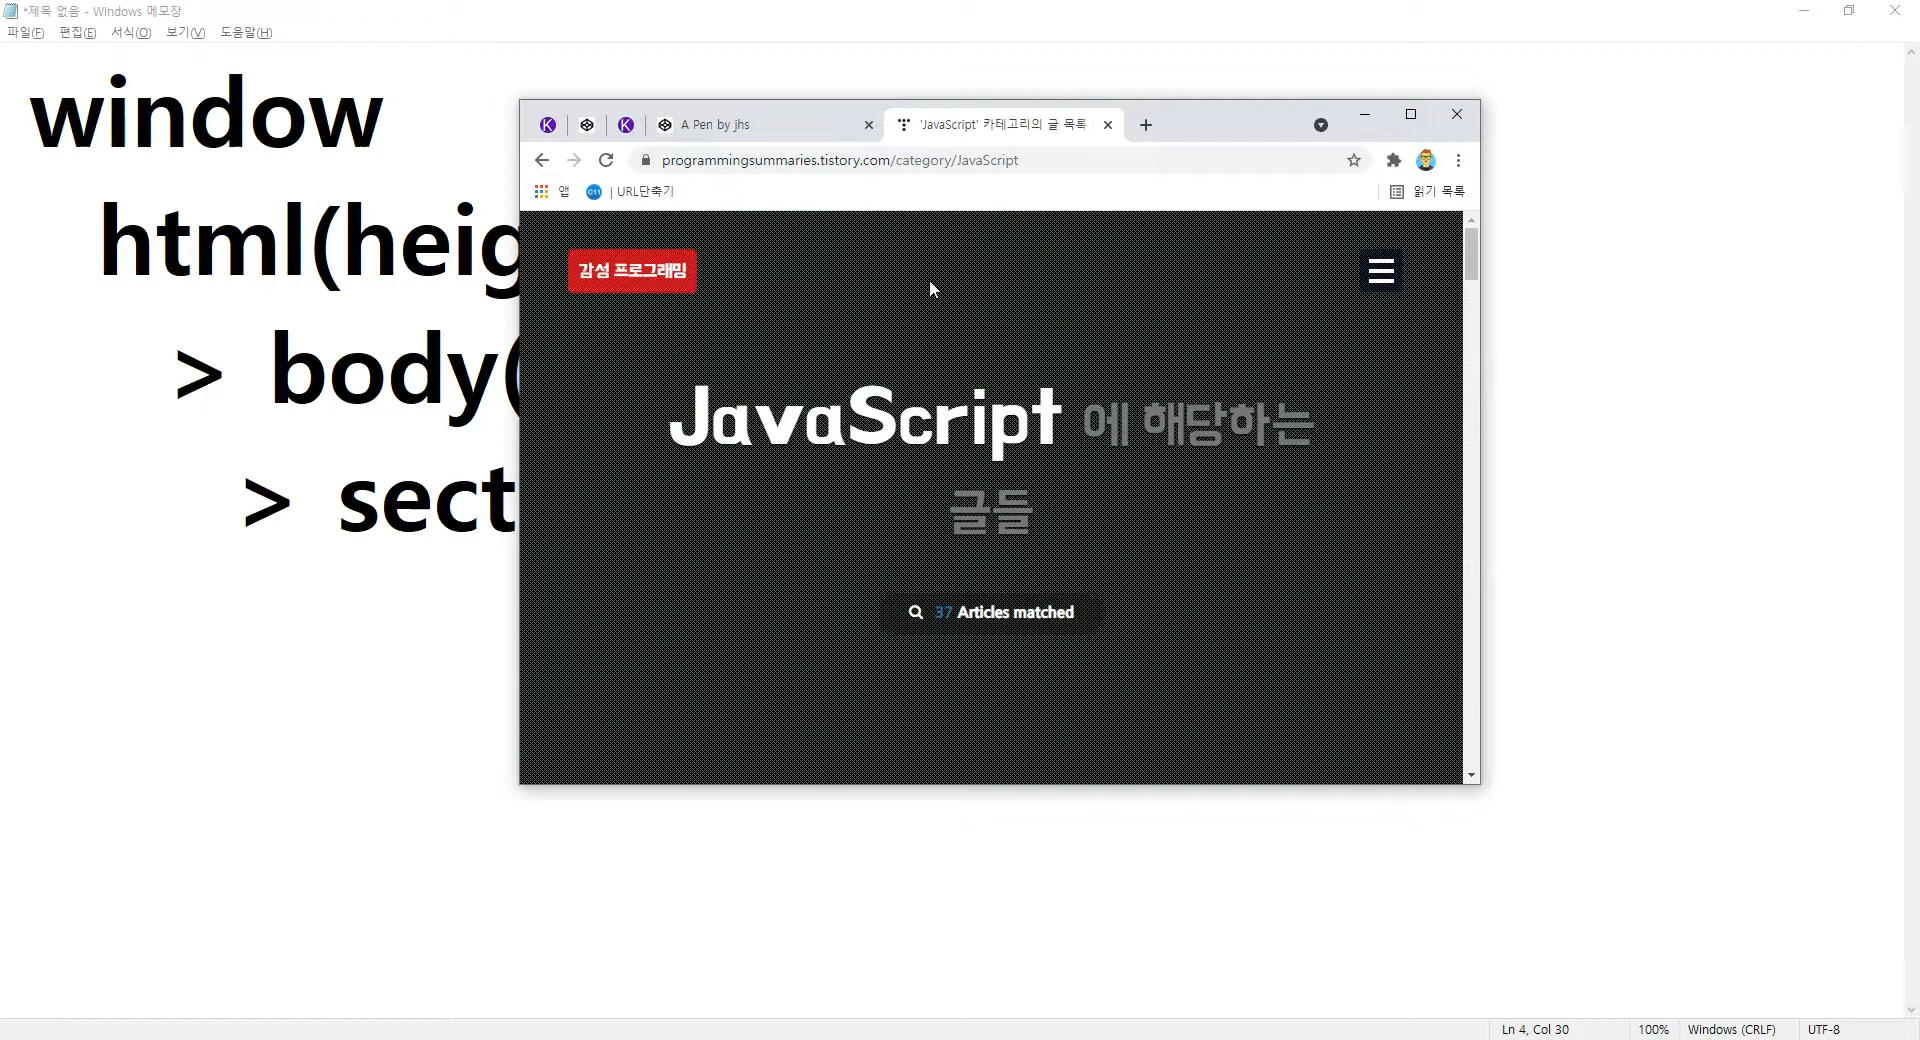 *제목 없음 - Windows 메모장
파일(F) 편집(E) 서식(O) 보기(V) 도움말(H)
window
html(heig
> body(
> sect
A Pen by jhs
'JavaScript' 카테고리의 글 목록
programmingsummaries.tistory.com/category/JavaScript
앱
| URL단축기
읽기 목록
감성 프로그래밍
JavaScript 에 해당하는
글들
37 Articles matched
Ln 4, Col 30
100%
Windows (CRLF)
UTF-8